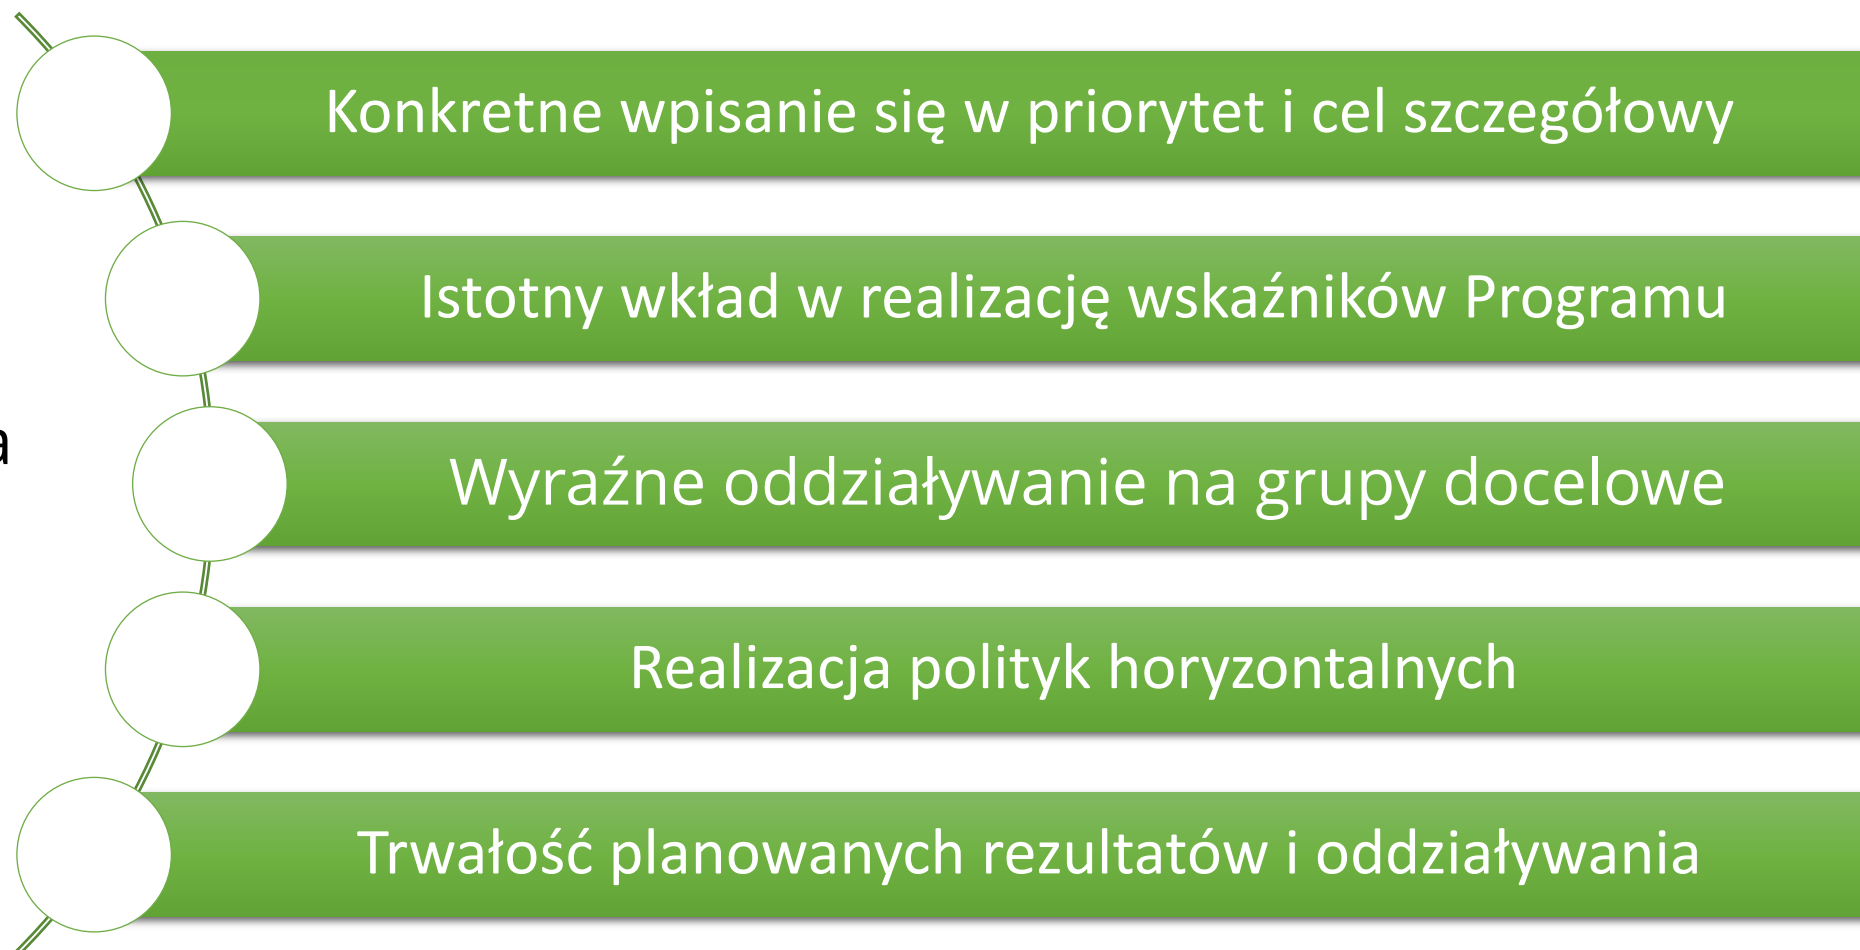 Konkretne wpisanie się w priorytet i cel szczegółowy
Istotny wkład w realizację wskaźników Programu
a
Wyraźne oddziaływanie na grupy docelowe
Realizacja polityk horyzontalnych
Trwałość planowanych rezultatów i oddziaływania